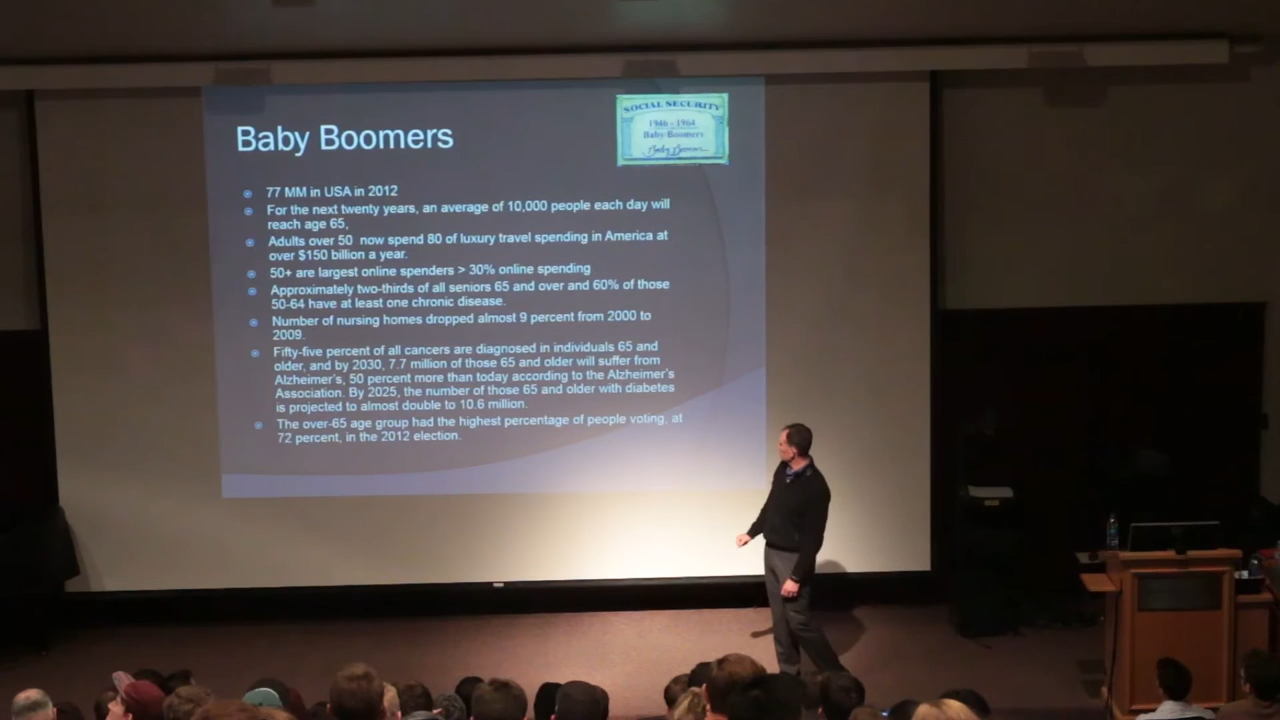 SOCIAL SECURITY
1946 - 1964
Baby Boomers
Baby Boomers
77 MM in USA in 2012
For the next twenty years, an average of 10,000 people each day will
reach age 65,
Adults over 50 now spend 80 of luxury travel spending in America at
over $150 billion a year.
50+ are largest online spenders > 30% online spending
Approximately two-thirds of all seniors 65 and over and 60% of those
50-64 have at least one chronic disease.
Number of nursing homes dropped almost 9 percent from 2000 to
2009.
Fifty-five percent of all cancers are diagnosed in individuals 65 and
older, and by 2030, 7.7 million of those 65 and older will suffer from
Alzheimer's, 50 percent more than today according to the Alzheimer's
Association. By 2025, the number of those 65 and older with diabetes
is projected to almost double to 10.6 million.
The over-65 age group had the highest percentage of people voting, at
72 percent, in the 2012 election.